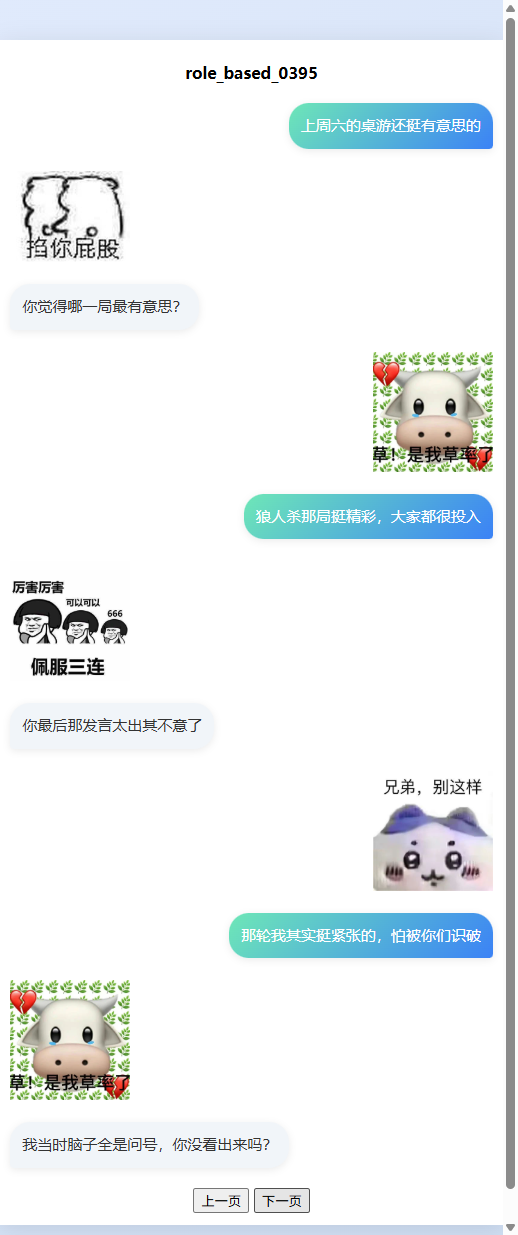 role_based_0395
上周六的桌游还挺有意思的
掐你屁股
你觉得哪一局最有意思?
草！是我草率了
狼人杀那局挺精彩，大家都很投入
厉害厉害
可以可以
666
佩服三连
你最后那发言太出其不意了
兄弟，别这样
那轮我其实挺紧张的，怕被你们识破
草！是我草率了
我当时脑子全是问号，你没看出来吗?
上一页 下一页